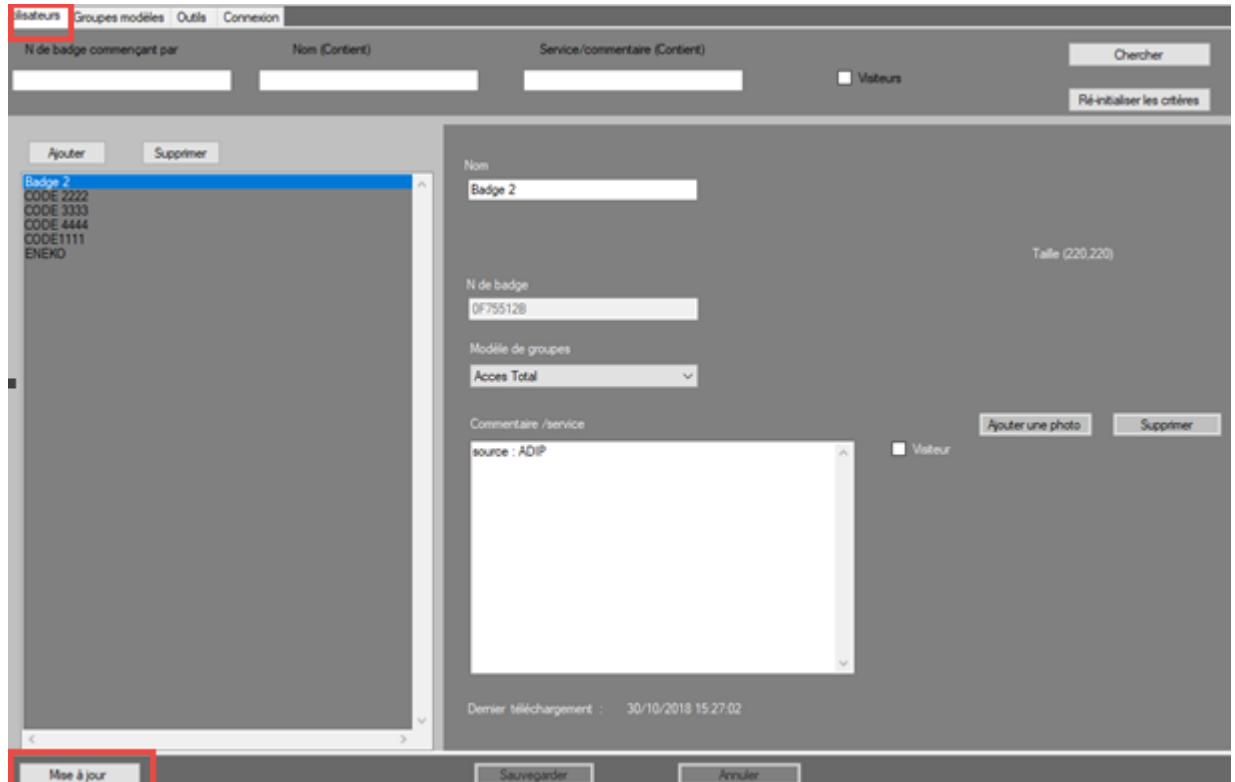 ilisateurs Groupes modèles Outils Connexion
N de badge commençant par Nom (Contient) Service/commentaire (Contient)
Chercher
Visiteurs
Ré-initialiser les critères
Ajouter Supprimer
Badge 2
CODE 2222
CODE 3333
CODE 4444
CODE1111
ENEKO
Nom
Badge 2
Taille (220,220)
N de badge
0F75512B
Modèle de groupes
Acces Total
Commentaire /service
Ajouter une photo Supprimer
source : ADIP
Visiteur
Dernier téléchargement : 30/10/2018 15:27:02
Mise à jour Sauvegarder Annuler